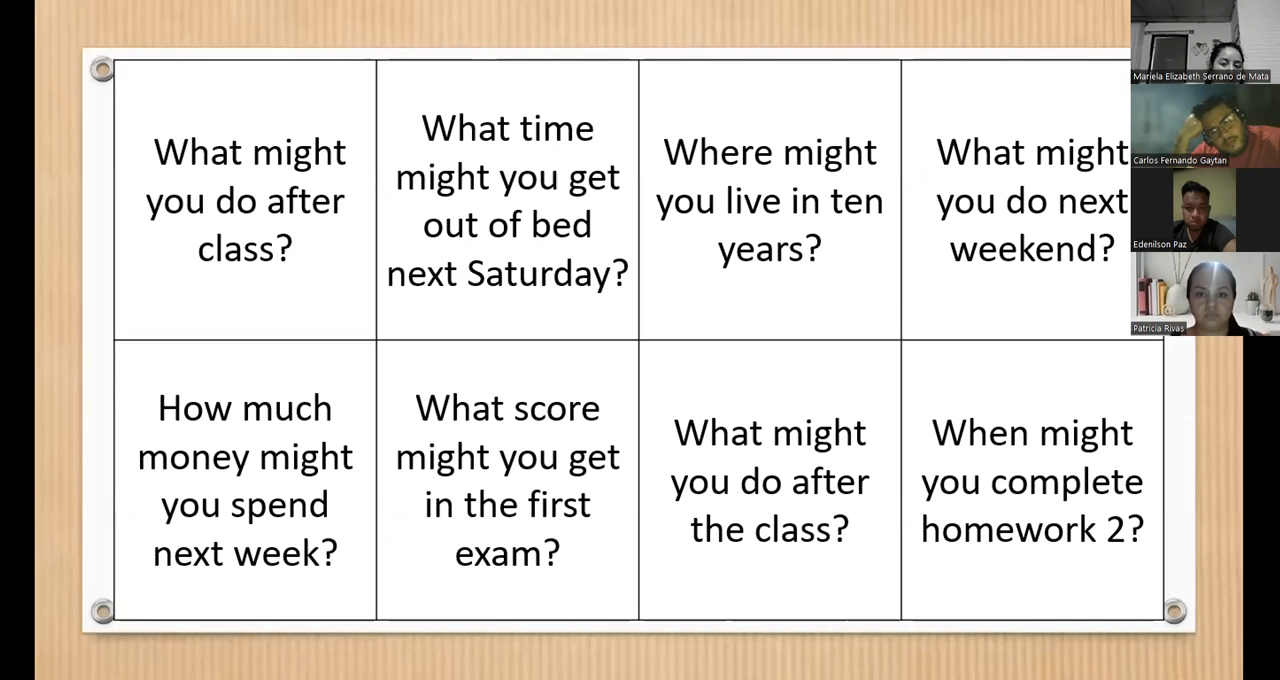 What might
you do after
class?
What time
might you get
out of bed
next Saturday?
Where might
you live in ten
years?
What might
you do next
weekend?
How much
money might
you spend
next week?
What score
might you get
in the first
exam?
What might
you do after
the class?
When might
you complete
homework 2?
Mariela Elizabeth Serrano de Mata
Carlos Fernando Gaytan
Edenilson Paz
Patricia Rivas